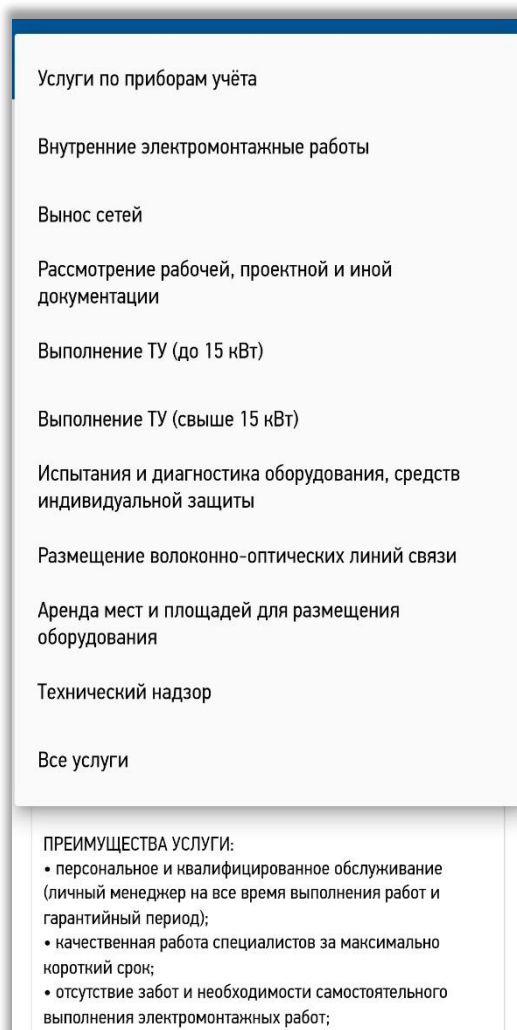 Услуги по приборам учёта
Внутренние электромонтажные работы
Вынос сетей
Рассмотрение рабочей, проектной и иной
документации
Выполнение ТУ (до 15 кВт)
Выполнение ТУ (свыше 15 кВт)
Испытания и диагностика оборудования, средств
индивидуальной защиты
Размещение волоконно-оптических линий связи
Аренда мест и площадей для размещения
оборудования
Технический надзор
Все услуги
ПРЕИМУЩЕСТВА УСЛУГИ:
• персональное и квалифицированное обслуживание
(личный менеджер на все время выполнения работ и
гарантийный период);
• качественная работа специалистов за максимально
короткий срок;
• отсутствие забот и необходимости самостоятельного
выполнения электромонтажных работ;